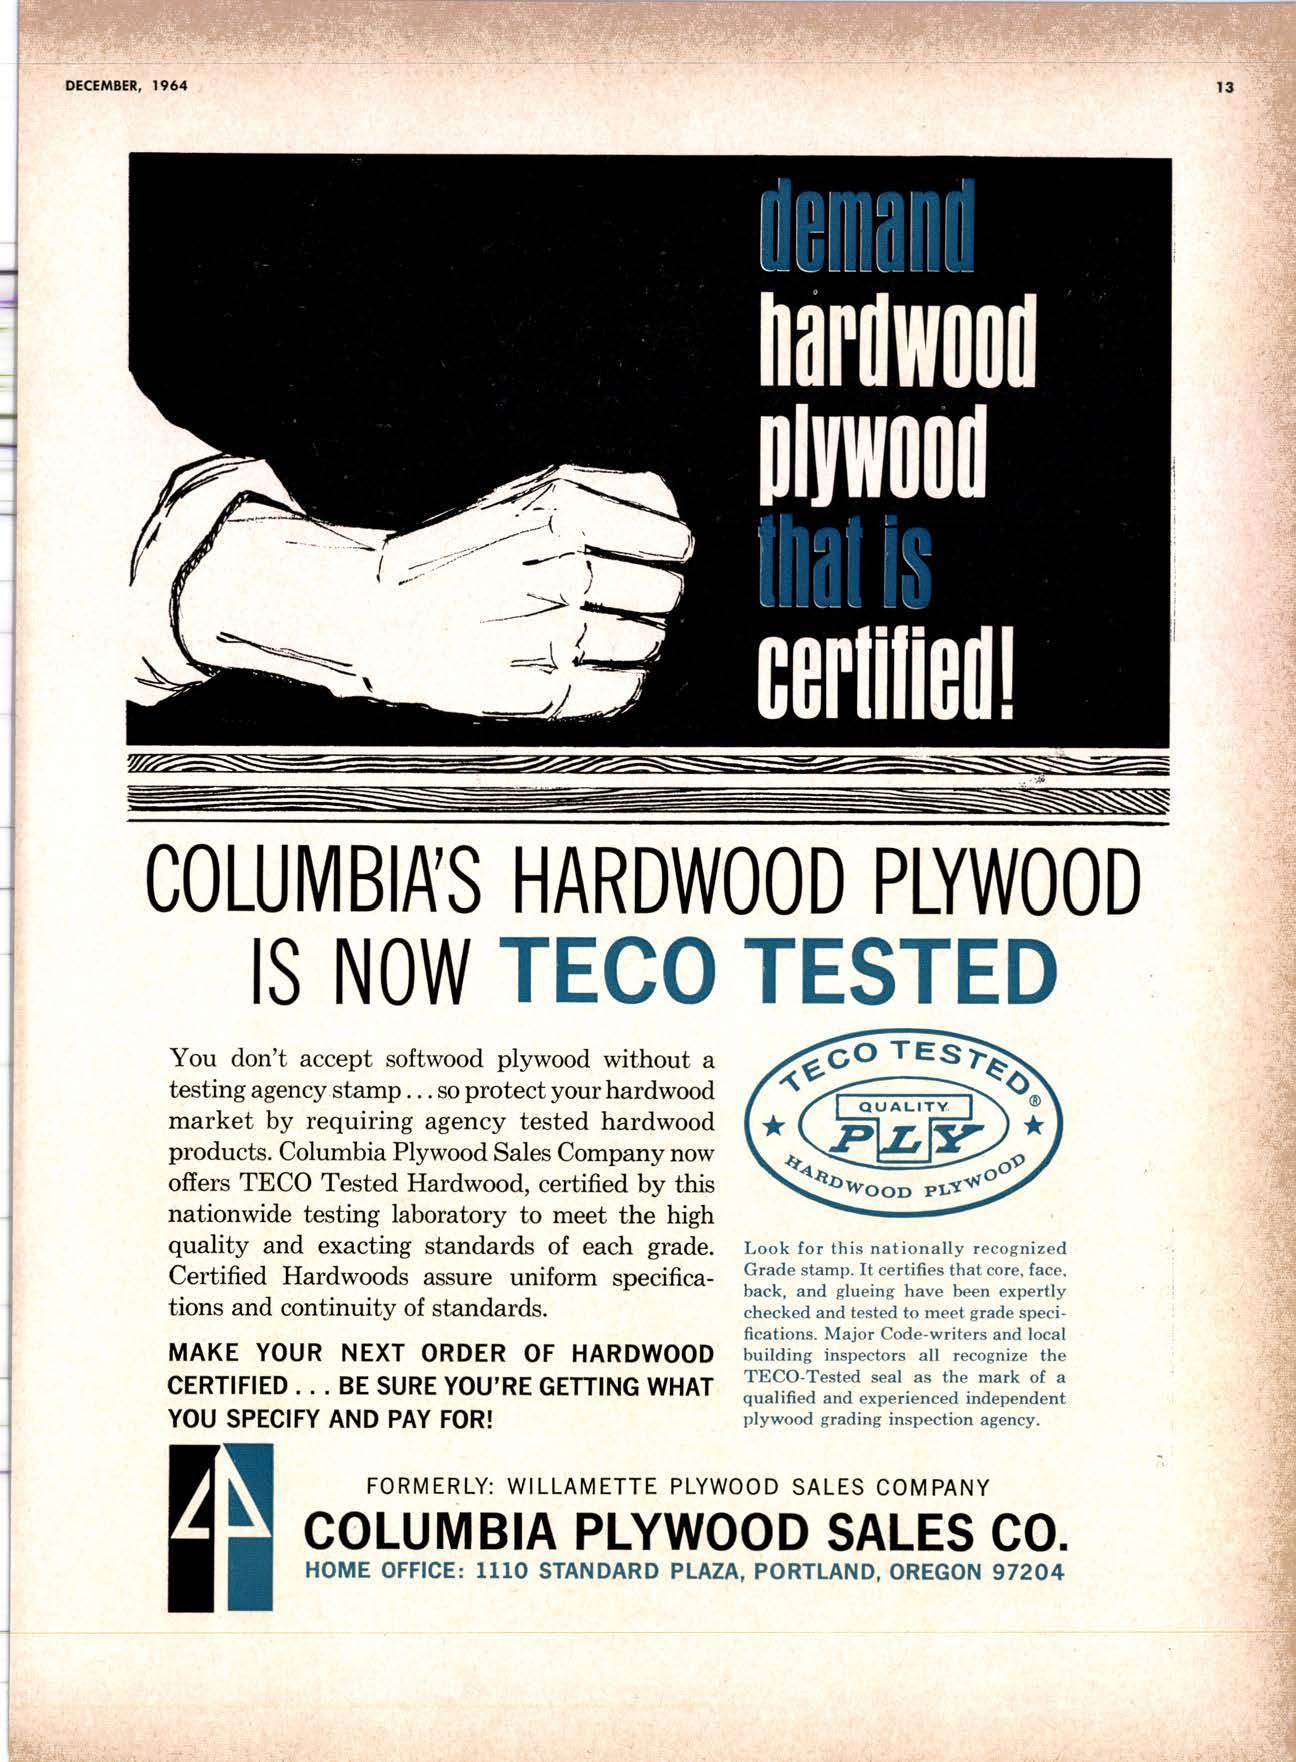 DECEMBER, 1964
13
demand
hardwood
plywood
that is
certified!
COLUMBIA'S HARDWOOD PLYWOOD
IS NOW TECO TESTED
You don't accept softwood plywood without a
testing agency stamp . . . so protect your hardwood
market by requiring agency tested hardwood
products. Columbia Plywood Sales Company now
offers TECO Tested Hardwood, certified by this
nationwide testing laboratory to meet the high
quality and exacting standards of each grade.
Certified Hardwoods assure uniform specifica-
tions and continuity of standards.
MAKE YOUR NEXT ORDER OF HARDWOOD
CERTIFIED . . . BE SURE YOU'RE GETTING WHAT
YOU SPECIFY AND PAY FOR!
TECO TESTED®
QUALITY
PLY
HARDWOOD PLYWOOD
Look for this nationally recognized
Grade stamp. It certifies that core, face,
back, and glueing have been expertly
checked and tested to meet grade speci-
fications. Major Code-writers and local
building inspectors all recognize the
TECO-Tested seal as the mark of a
qualified and experienced independent
plywood grading inspection agency.
FORMERLY: WILLAMETTE PLYWOOD SALES COMPANY
COLUMBIA PLYWOOD SALES CO.
HOME OFFICE: 1110 STANDARD PLAZA, PORTLAND, OREGON 97204